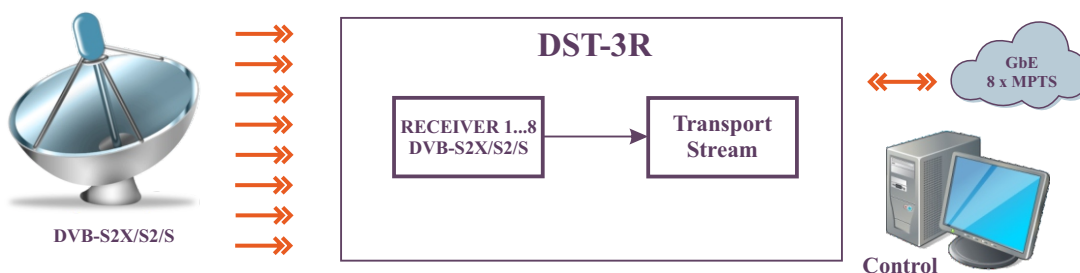 DST-3R
RECEIVER 1...8
DVB-S2X/S2/S
Transport
Stream
GbE
8 x MPTS
DVB-S2X/S2/S
Control